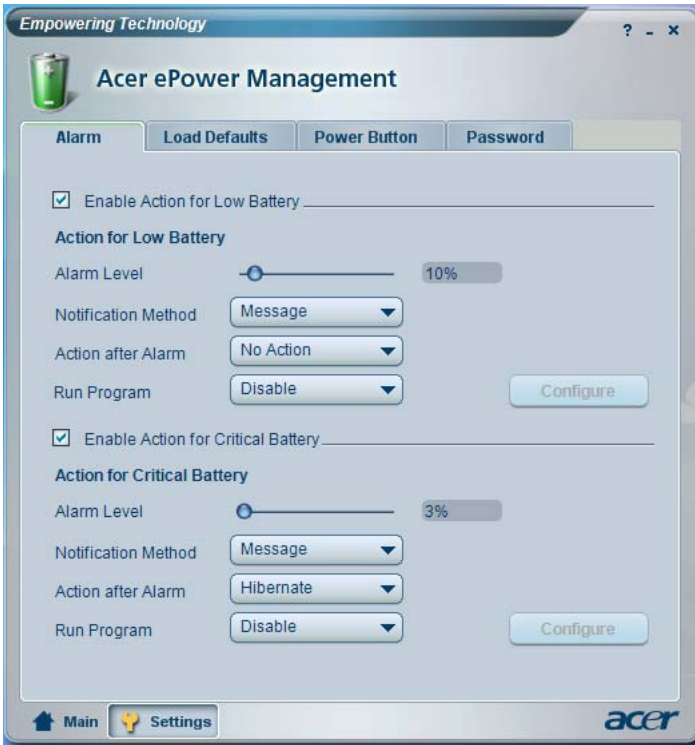 Empowering Technology
? - x
Acer ePower Management
Alarm Load Defaults Power Button Password
Enable Action for Low Battery
Action for Low Battery
Alarm Level 10%
Notification Method Message
Action after Alarm No Action
Run Program Disable Configure
Enable Action for Critical Battery
Action for Critical Battery
Alarm Level 3%
Notification Method Message
Action after Alarm Hibernate
Run Program Disable Configure
Main Settings acer